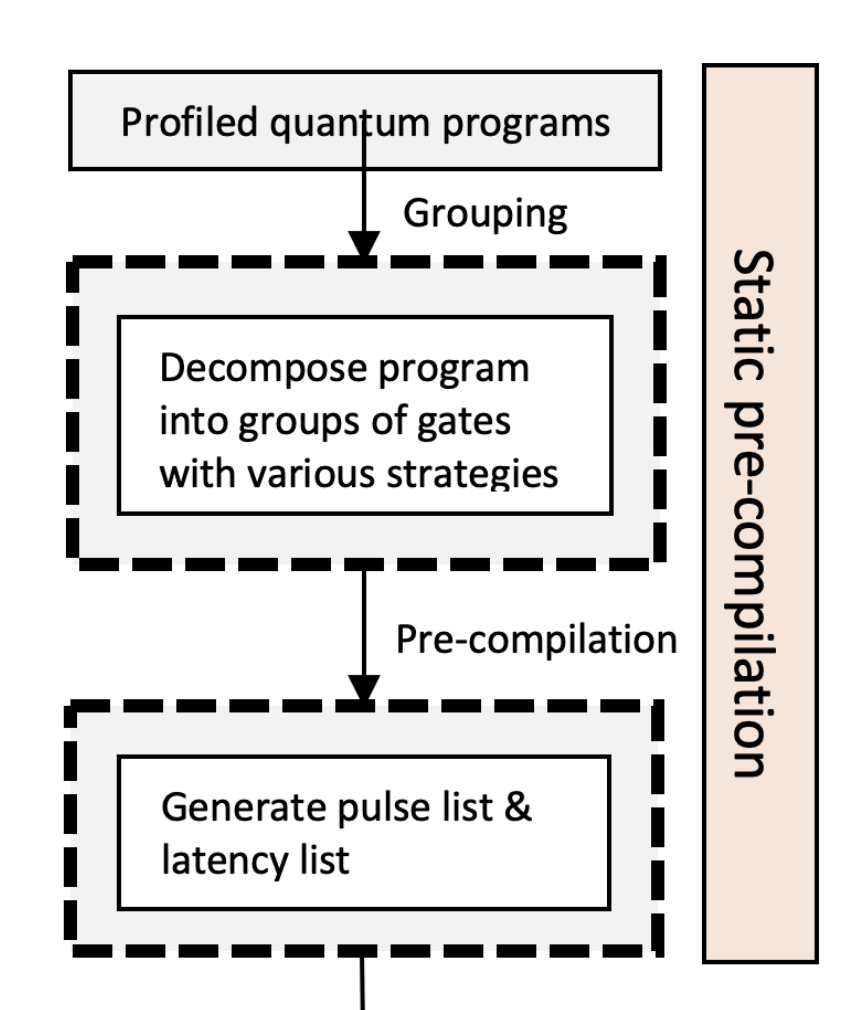 Profiled quantum programs
Grouping
Decompose program
into groups of gates
with various strategies
Pre-compilation
Generate pulse list &
latency list
Static pre-compilation